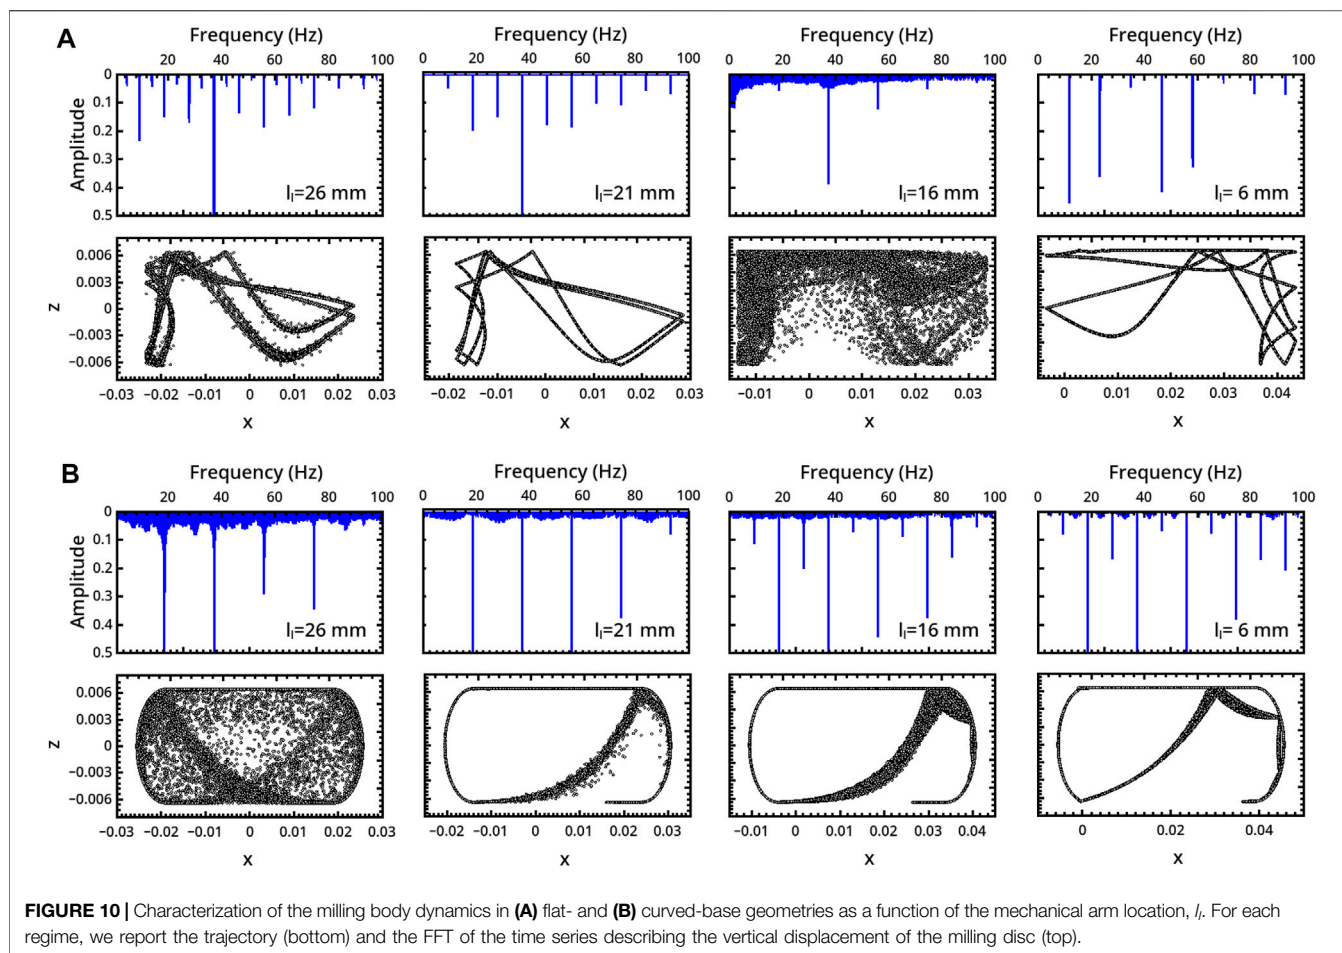 A
Frequency (Hz) Frequency (Hz) Frequency (Hz) Frequency (Hz)
20 40 60 80 100 0 20 40 60 80 100 0 20 40 60 80 100 0 20 40 60 80 100
0
0.1
0.2
0.3
0.4
0.5
Amplitude
lₗ=26 mm lₗ=21 mm lₗ=16 mm lₗ= 6 mm
0.006
0.003
0
−0.003
−0.006
z
−0.03 −0.02 −0.01 0 0.01 0.02 0.03 −0.02 −0.01 0 0.01 0.02 0.03 −0.01 0 0.01 0.02 0.03 0 0.01 0.02 0.03 0.04
x x x x
B
Frequency (Hz) Frequency (Hz) Frequency (Hz) Frequency (Hz)
20 40 60 80 100 0 20 40 60 80 100 0 20 40 60 80 100 0 20 40 60 80 100
0
0.1
0.2
0.3
0.4
0.5
Amplitude
lₗ=26 mm lₗ=21 mm lₗ=16 mm lₗ= 6 mm
0.006
0.003
0
−0.003
−0.006
z
−0.03 −0.02 −0.01 0 0.01 0.02 0.03 −0.02 −0.01 0 0.01 0.02 0.03 −0.01 0 0.01 0.02 0.03 0.04 0 0.02 0.04
x x x x
FIGURE 10 | Characterization of the milling body dynamics in (A) flat- and (B) curved-base geometries as a function of the mechanical arm location, lₗ. For each
regime, we report the trajectory (bottom) and the FFT of the time series describing the vertical displacement of the milling disc (top).